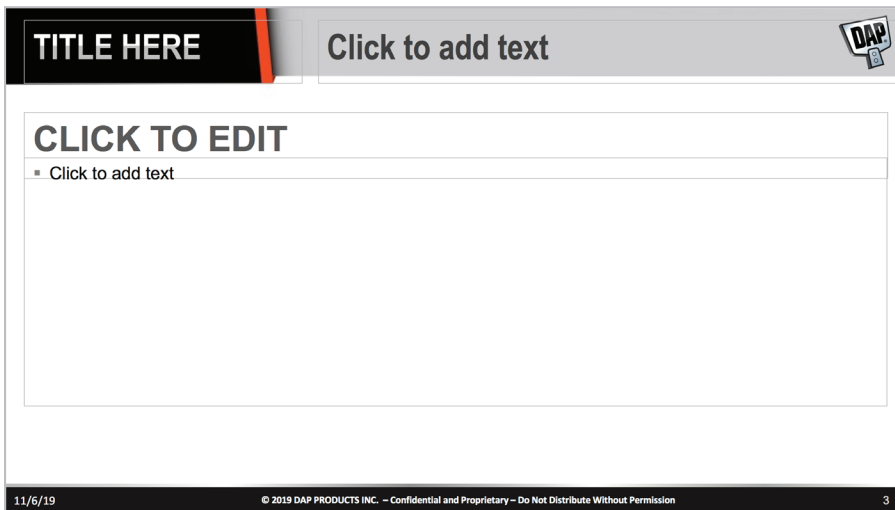 TITLE HERE
Click to add text
DAP
CLICK TO EDIT
▪ Click to add text
11/6/19
© 2019 DAP PRODUCTS INC. – Confidential and Proprietary – Do Not Distribute Without Permission
3